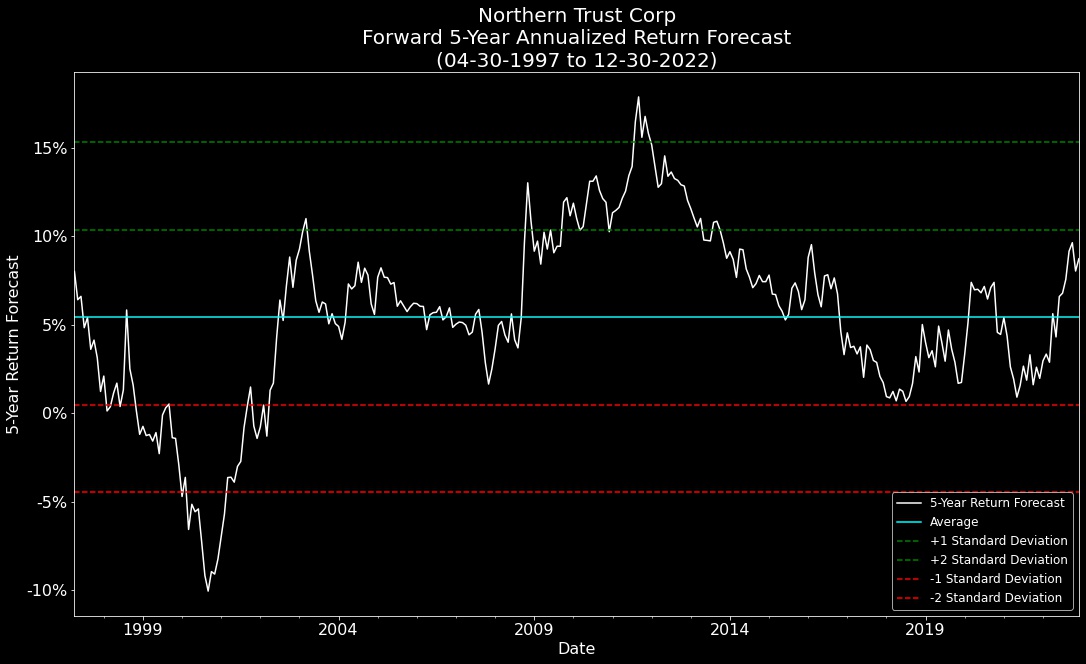 Northern Trust Corp
Forward 5-Year Annualized Return Forecast
(04-30-1997 to 12-30-2022)
5-Year Return Forecast
15%
10%
5%
0%
-5%
-10%
5-Year Return Forecast
Average
+1 Standard Deviation
+2 Standard Deviation
-1 Standard Deviation
-2 Standard Deviation
1999 2004 2009 2014 2019
Date